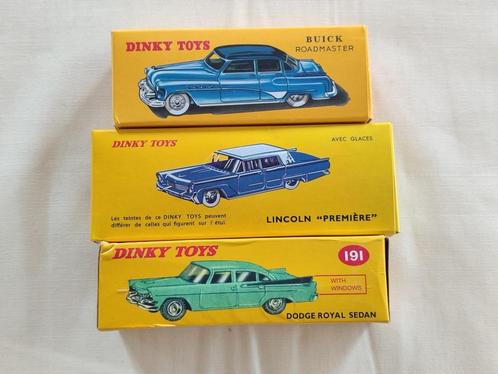 DINKY TOYS
BUICK
ROADMASTER
DINKY TOYS
AVEC GLACES
Les teintes de ce DINKY TOYS peuvent
différer de celles qui figurent sur l'étui.
LINCOLN "PREMIÈRE"
DINKY TOYS
191
WITH
WINDOWS
DODGE ROYAL SEDAN